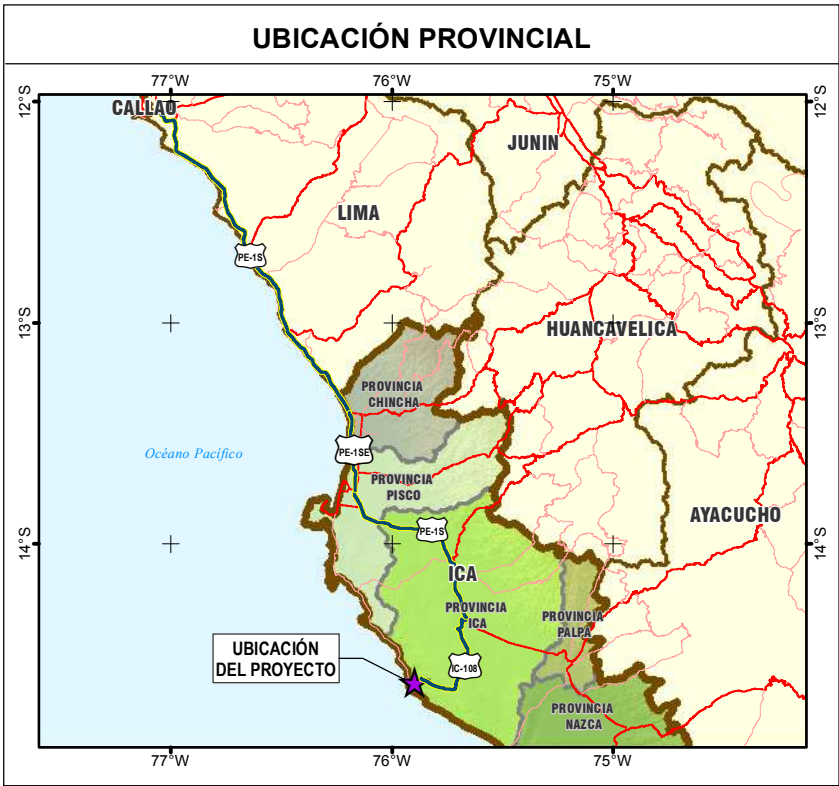 UBICACIÓN PROVINCIAL
77°W
76°W
75°W
12°S
12°S
CALLAO
JUNIN
LIMA
PE-1S
13°S
13°S
HUANCAVELICA
PROVINCIA
CHINCHA
PE-1SE
Océano Pacífico
PROVINCIA
PISCO
AYACUCHO
PE-1S
14°S
14°S
ICA
PROVINCIA
ICA
PROVINCIA
PALPA
UBICACIÓN
DEL PROYECTO
IC-108
PROVINCIA
NAZCA
77°W
76°W
75°W